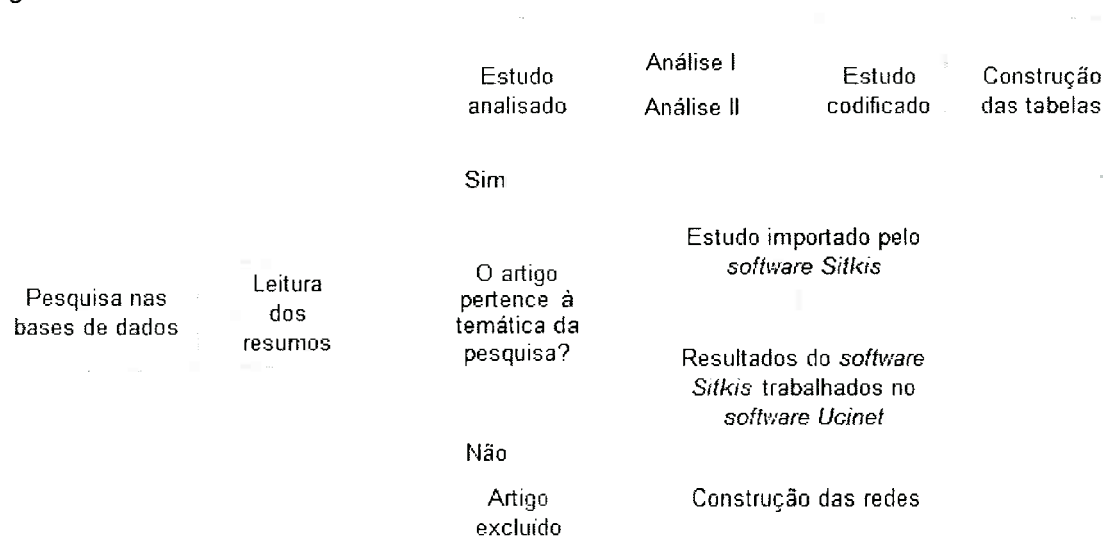 Estudo
analisado
Análise I
Análise II
Estudo
codificado
Construção
das tabelas
Sim
Estudo importado pelo
software Sitkis
Pesquisa nas
bases de dados
Leitura
dos
resumos
O artigo
pertence à
temática da
pesquisa?
Resultados do software
Sitkis trabalhados no
software Ucinet
Não
Artigo
excluído
Construção das redes